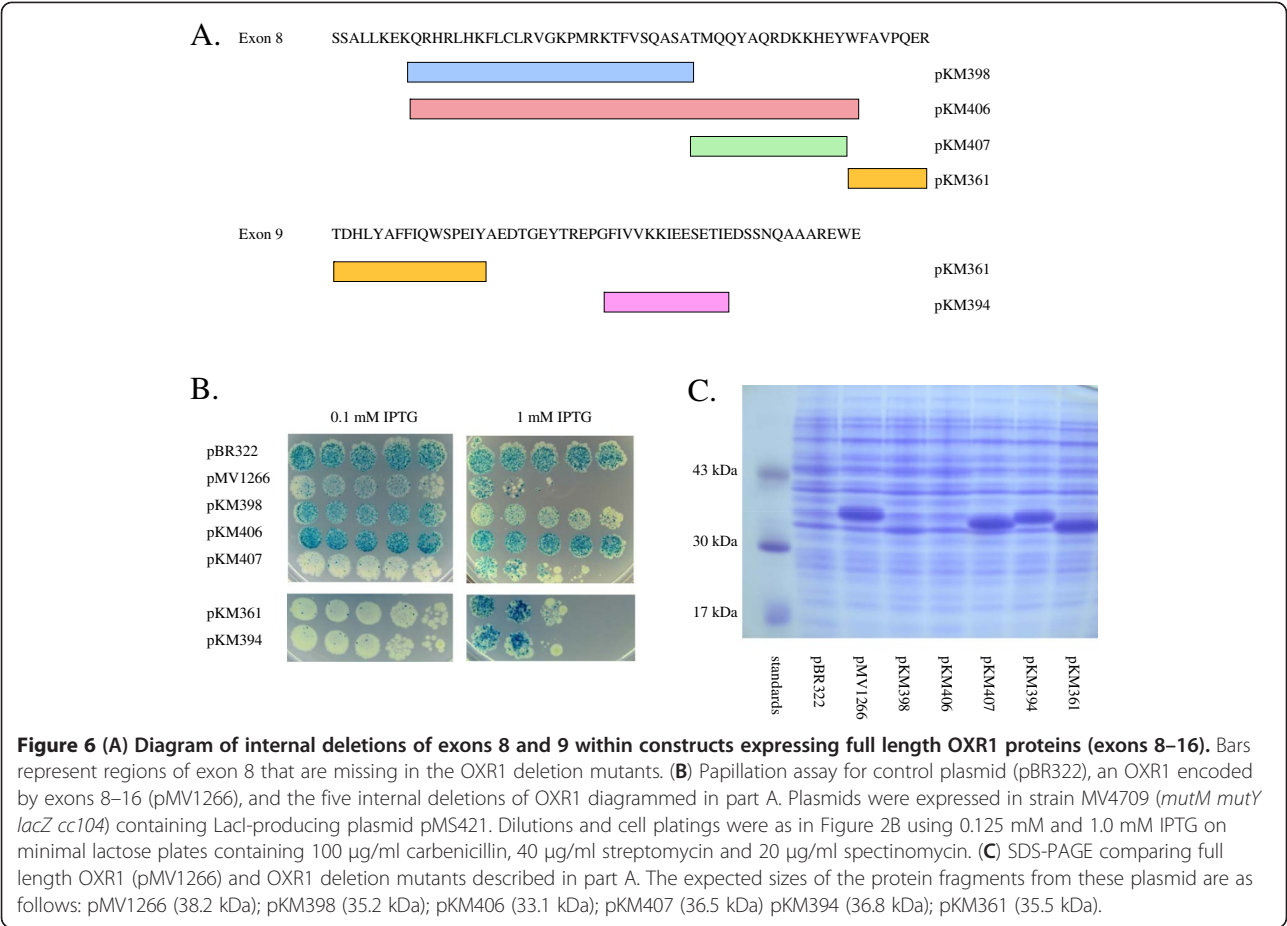 A.
Exon 8 SSALLKEKQRHRLHKFLCLRVGKPMRKTFVSQASATMQQYAQRDKKHEYWFAVPQER
pKM398
pKM406
pKM407
pKM361
Exon 9 TDHLYAFFIQWSPEIYAEDTGEYTREPGFIVVKKIEESETIEDSSNQAAAREWE
pKM361
pKM394
B.
0.1 mM IPTG 1 mM IPTG
pBR322
pMV1266
pKM398
pKM406
pKM407
pKM361
pKM394
C.
43 kDa
30 kDa
17 kDa
standards
pBR322
pMV1266
pKM398
pKM406
pKM407
pKM394
pKM361
Figure 6 (A) Diagram of internal deletions of exons 8 and 9 within constructs expressing full length OXR1 proteins (exons 8–16). Bars
represent regions of exon 8 that are missing in the OXR1 deletion mutants. (B) Papillation assay for control plasmid (pBR322), an OXR1 encoded
by exons 8–16 (pMV1266), and the five internal deletions of OXR1 diagrammed in part A. Plasmids were expressed in strain MV4709 (mutM mutY
lacZ cc104) containing LacI-producing plasmid pMS421. Dilutions and cell platings were as in Figure 2B using 0.125 mM and 1.0 mM IPTG on
minimal lactose plates containing 100 μg/ml carbenicillin, 40 μg/ml streptomycin and 20 μg/ml spectinomycin. (C) SDS-PAGE comparing full
length OXR1 (pMV1266) and OXR1 deletion mutants described in part A. The expected sizes of the protein fragments from these plasmid are as
follows: pMV1266 (38.2 kDa); pKM398 (35.2 kDa); pKM406 (33.1 kDa); pKM407 (36.5 kDa) pKM394 (36.8 kDa); pKM361 (35.5 kDa).